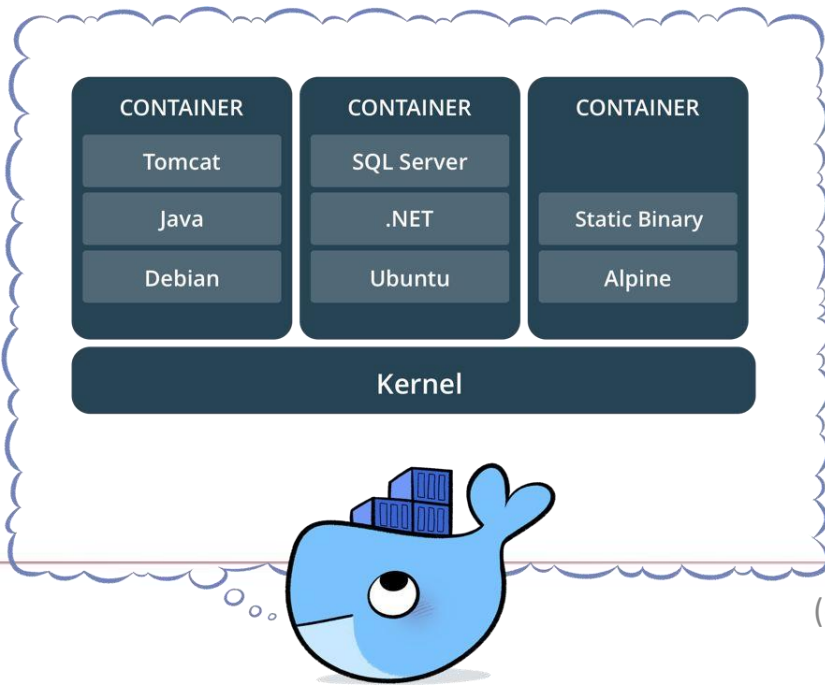 CONTAINER
Tomcat
Java
Debian
CONTAINER
SQL Server
.NET
Ubuntu
CONTAINER
Static Binary
Alpine
Kernel
(